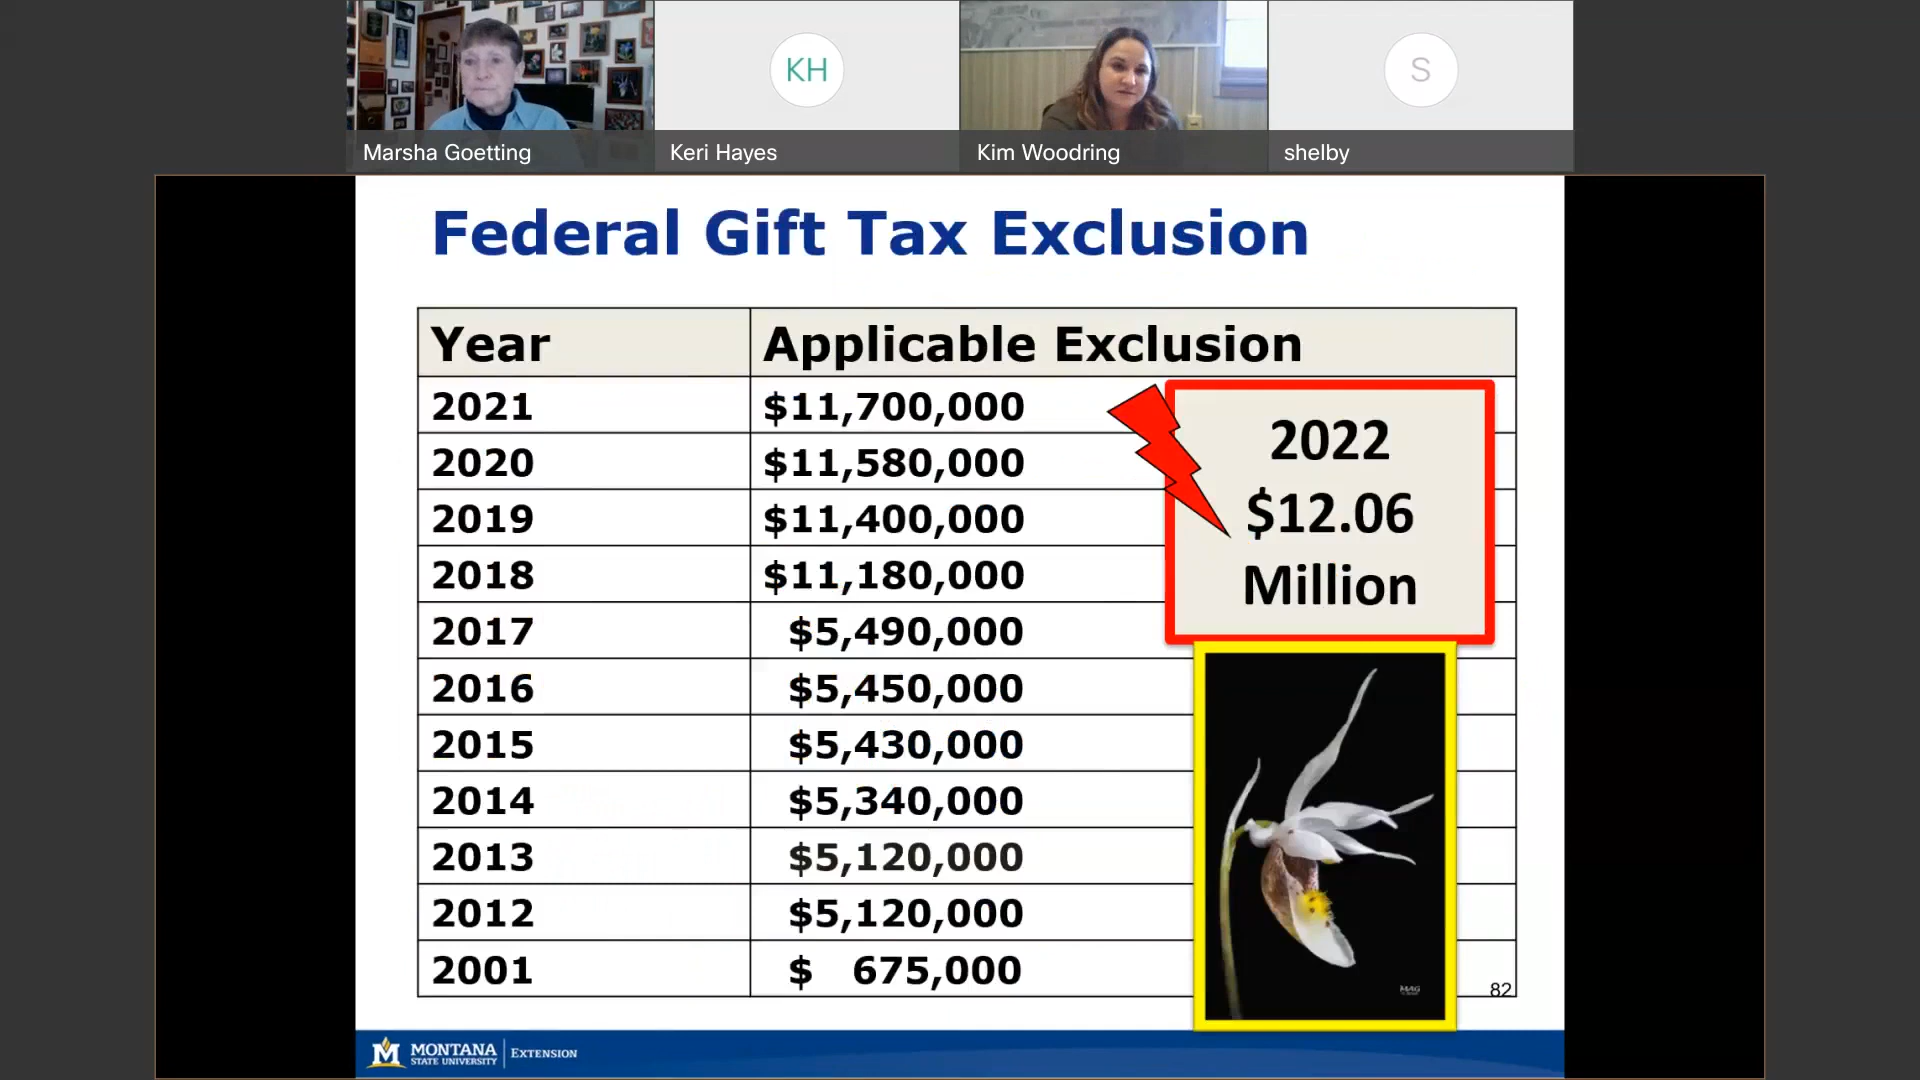 KH
S
Marsha Goetting
Keri Hayes
Kim Woodring
shelby
Federal Gift Tax Exclusion
Year Applicable Exclusion
2021 $11,700,000
2020 $11,580,000
2019 $11,400,000
2018 $11,180,000
2017 $5,490,000
2016 $5,450,000
2015 $5,430,000
2014 $5,340,000
2013 $5,120,000
2012 $5,120,000
2001 $ 675,000
2022
$12.06
Million
MAG
82
M MONTANA
STATE UNIVERSITY
EXTENSION